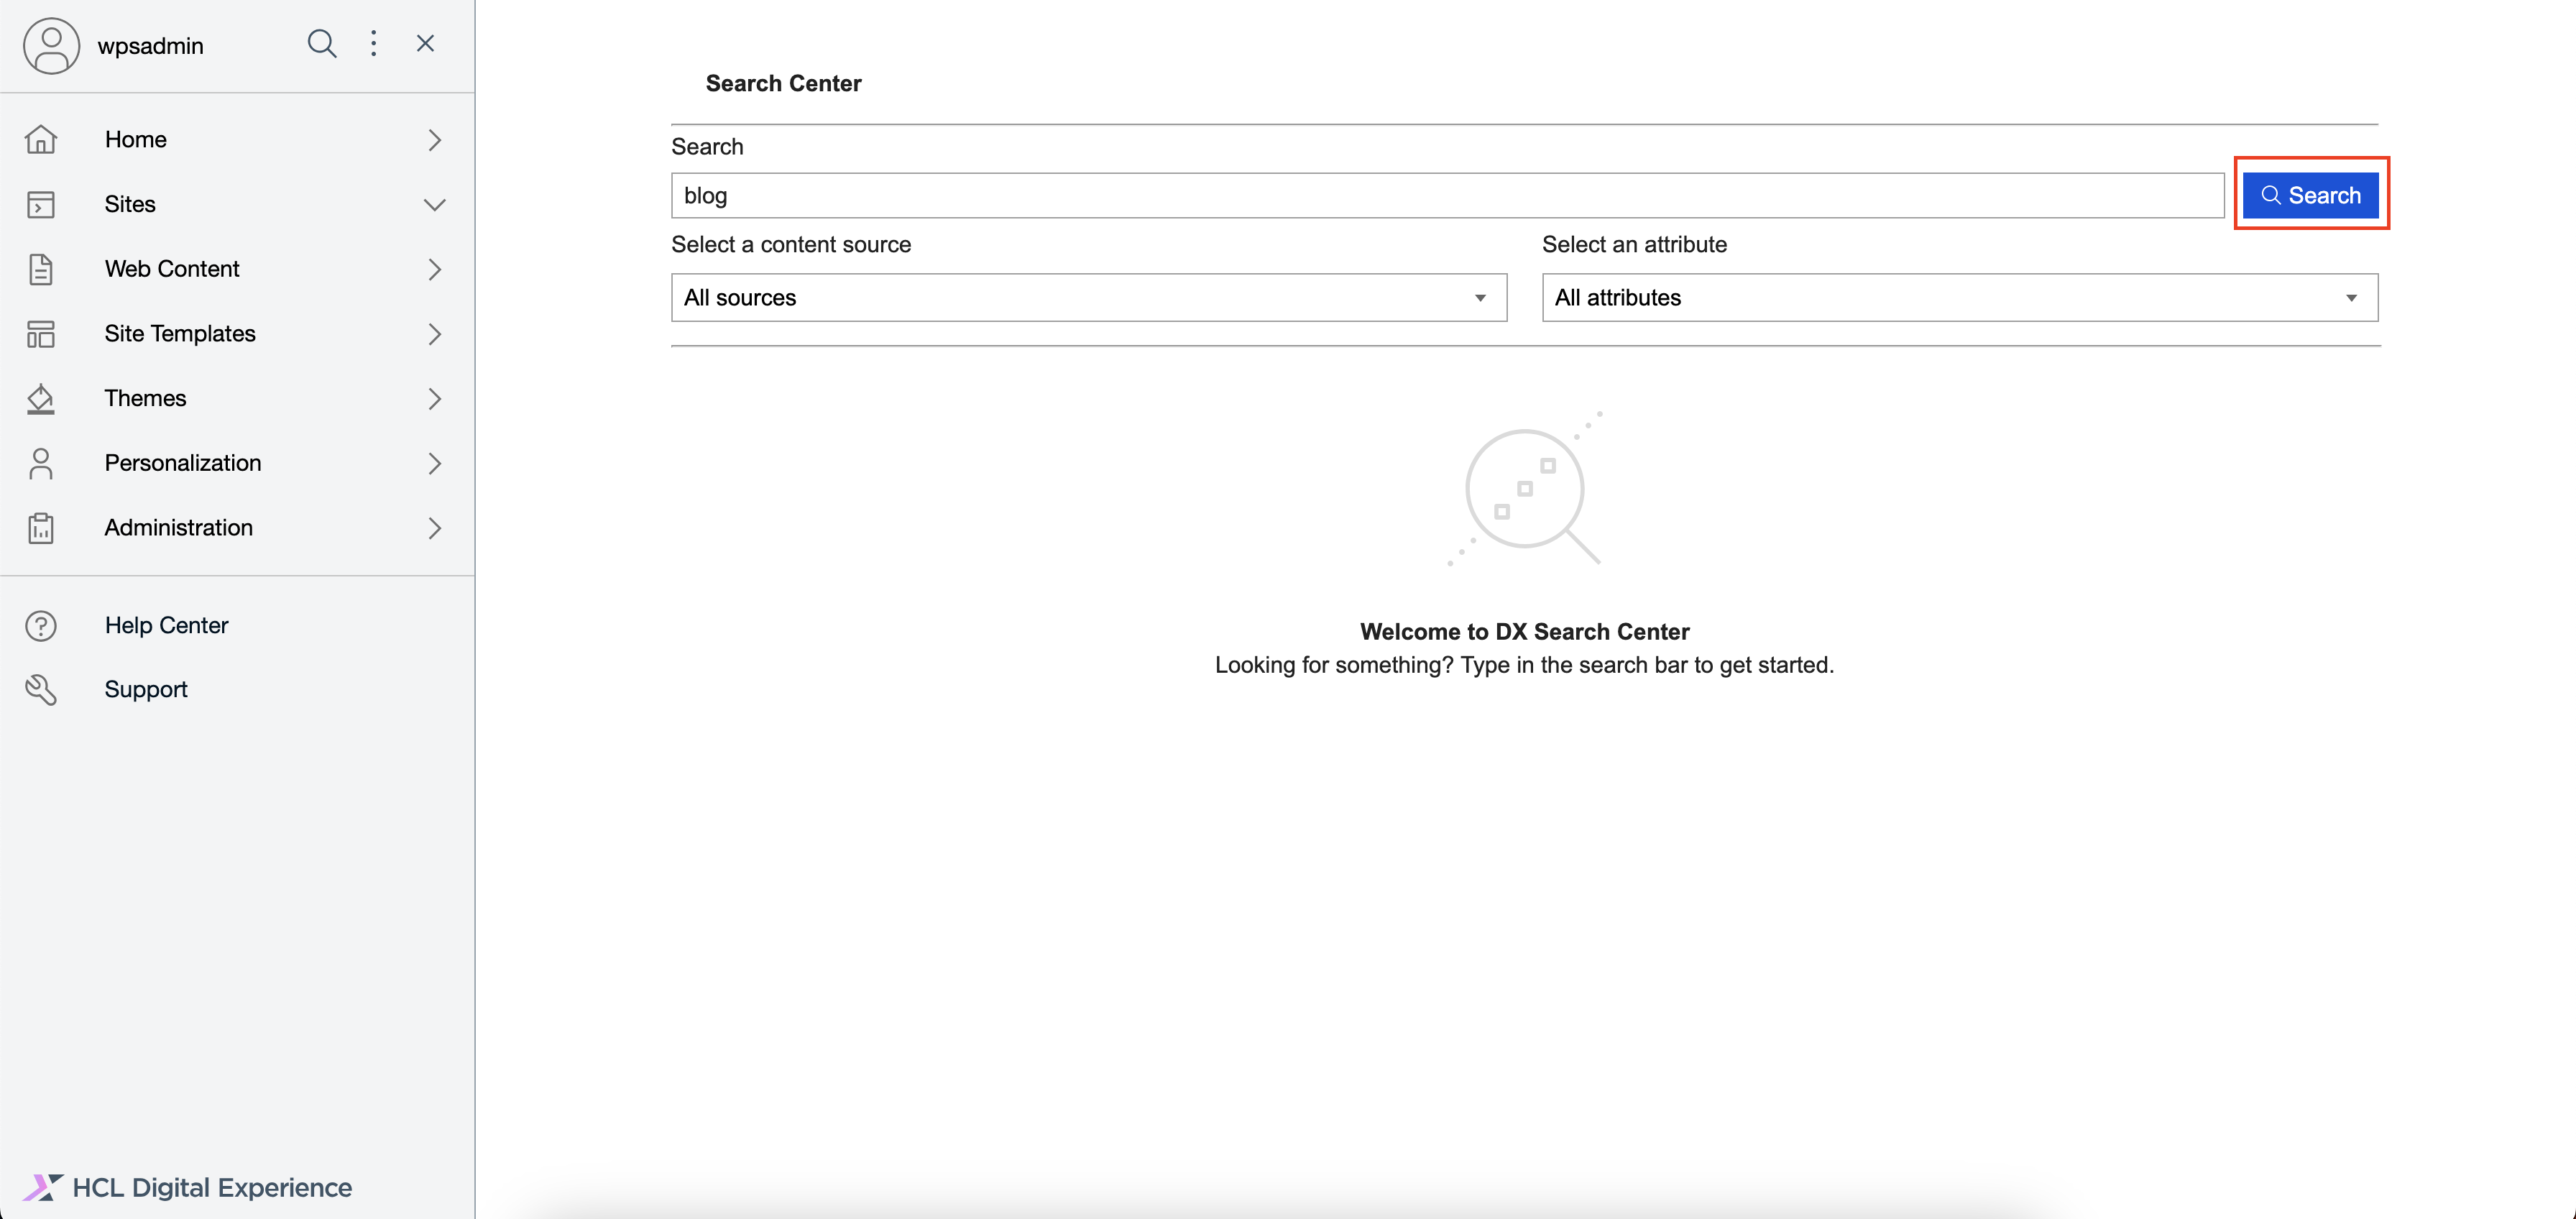 wpsadmin
Home
Sites
Web Content
Site Templates
Themes
Personalization
Administration
Help Center
Support
HCL Digital Experience
Search Center
Search
blog
Search
Select a content source
Select an attribute
All sources
All attributes
Welcome to DX Search Center
Looking for something? Type in the search bar to get started.